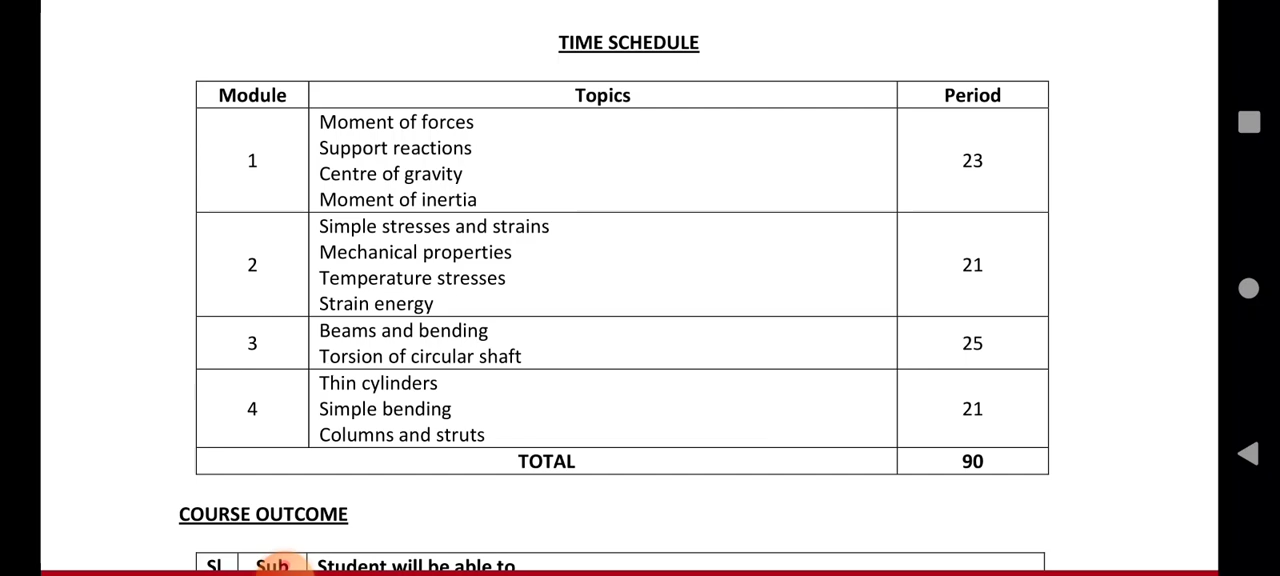 TIME SCHEDULE
Module Topics Period
1 Moment of forces
Support reactions
Centre of gravity
Moment of inertia 23
2 Simple stresses and strains
Mechanical properties
Temperature stresses
Strain energy 21
3 Beams and bending
Torsion of circular shaft 25
4 Thin cylinders
Simple bending
Columns and struts 21
TOTAL 90
COURSE OUTCOME
Sl Sub Student will be able to